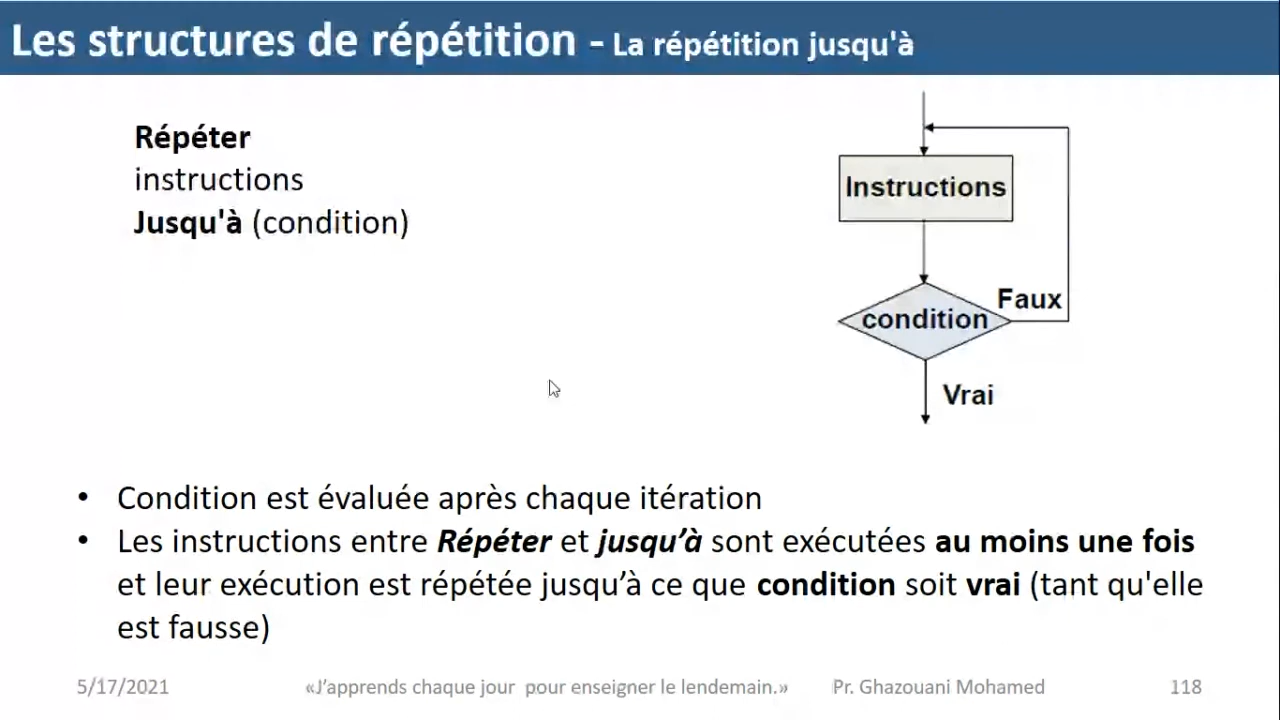 Les structures de répétition - La répétition jusqu'à
Répéter
instructions
Jusqu'à (condition)
Instructions
condition
Faux
Vrai
• Condition est évaluée après chaque itération
• Les instructions entre Répéter et jusqu’à sont exécutées au moins une fois
et leur exécution est répétée jusqu’à ce que condition soit vrai (tant qu'elle
est fausse)
5/17/2021 «J’apprends chaque jour pour enseigner le lendemain.» Pr. Ghazouani Mohamed 118